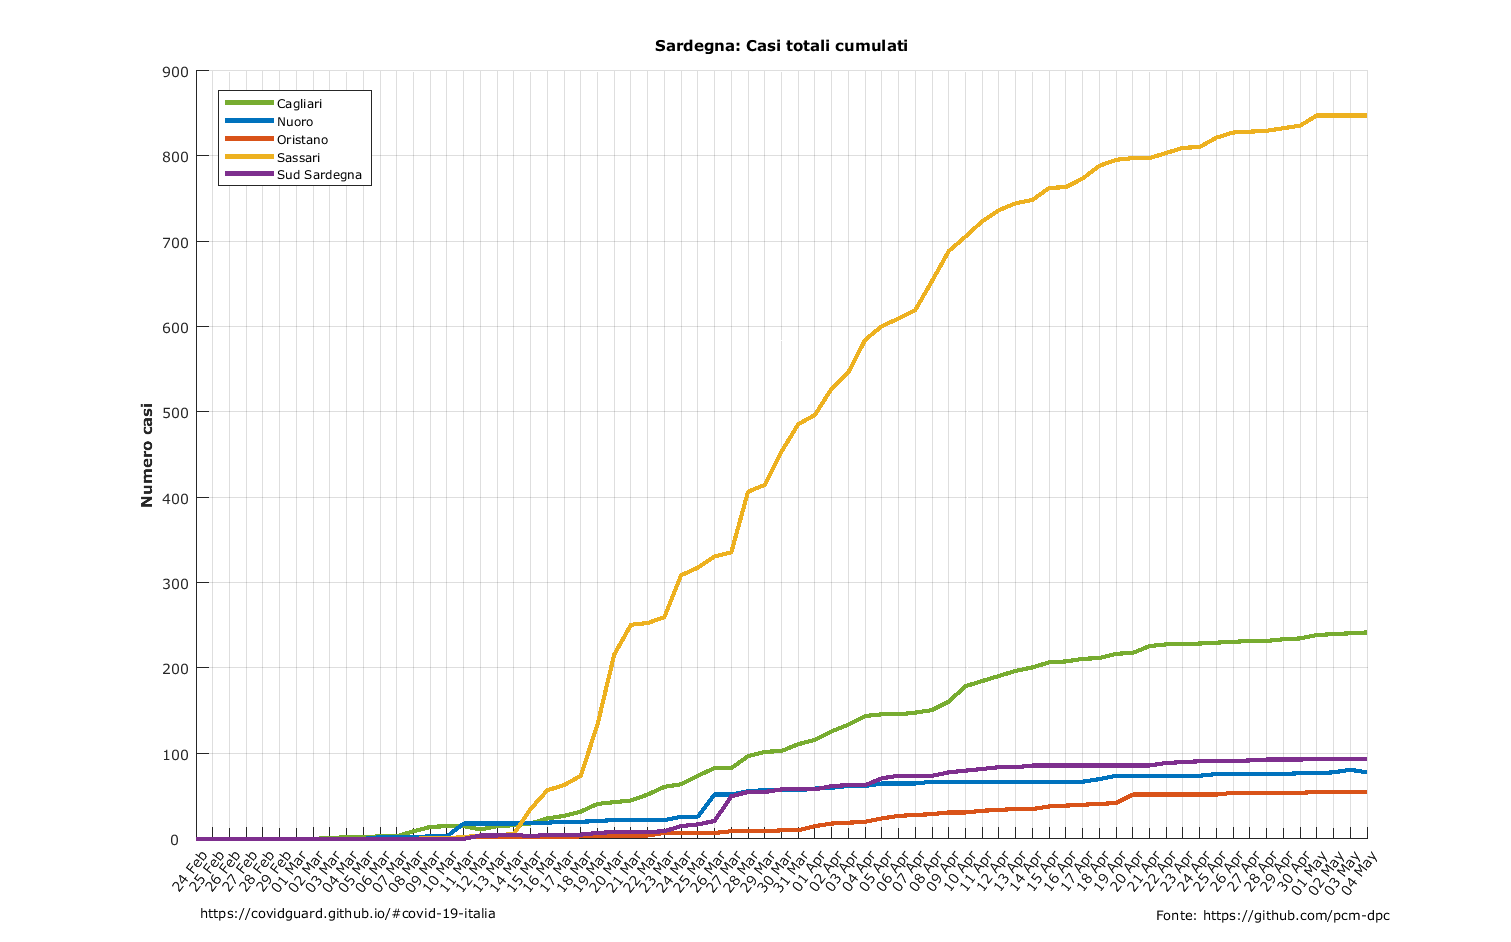 Sardegna: Casi totali cumulati
900
800
700
600
500
400
300
200
100
0
Numero casi
Cagliari
Nuoro
Oristano
Sassari
Sud Sardegna
24 Feb
25 Feb
26 Feb
27 Feb
28 Feb
29 Feb
01 Mar
02 Mar
03 Mar
04 Mar
05 Mar
06 Mar
07 Mar
08 Mar
09 Mar
10 Mar
11 Mar
12 Mar
13 Mar
14 Mar
15 Mar
16 Mar
17 Mar
18 Mar
19 Mar
20 Mar
21 Mar
22 Mar
23 Mar
24 Mar
25 Mar
26 Mar
27 Mar
28 Mar
29 Mar
30 Mar
31 Mar
01 Apr
02 Apr
03 Apr
04 Apr
05 Apr
06 Apr
07 Apr
08 Apr
09 Apr
10 Apr
11 Apr
12 Apr
13 Apr
14 Apr
15 Apr
16 Apr
17 Apr
18 Apr
19 Apr
20 Apr
21 Apr
22 Apr
23 Apr
24 Apr
25 Apr
26 Apr
27 Apr
28 Apr
29 Apr
30 Apr
01 May
02 May
03 May
04 May
https://covidguard.github.io/#covid-19-italia
Fonte: https://github.com/pcm-dpc